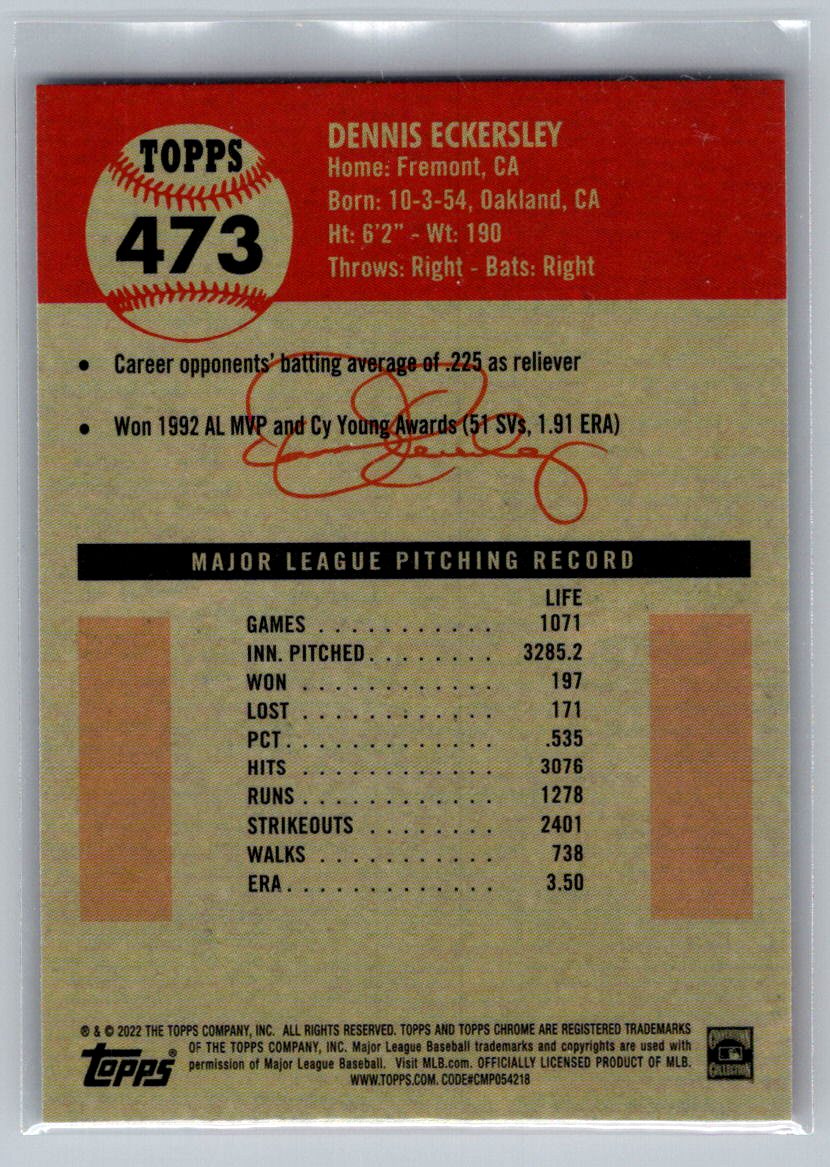 TOPPS
473
DENNIS ECKERSLEY
Home: Fremont, CA
Born: 10-3-54, Oakland, CA
Ht: 6'2" - Wt: 190
Throws: Right - Bats: Right
• Career opponents' batting average of .225 as reliever
• Won 1992 AL MVP and Cy Young Awards (51 SVs, 1.91 ERA)
MAJOR LEAGUE PITCHING RECORD
LIFE
GAMES . . . . . . . . . . . 1071
INN. PITCHED. . . . . . . . 3285.2
WON . . . . . . . . . . . . 197
LOST . . . . . . . . . . . . 171
PCT. . . . . . . . . . . . . .535
HITS . . . . . . . . . . . . 3076
RUNS . . . . . . . . . . . . 1278
STRIKEOUTS . . . . . . . . 2401
WALKS . . . . . . . . . . . 738
ERA. . . . . . . . . . . . . 3.50
® & © 2022 THE TOPPS COMPANY, INC. ALL RIGHTS RESERVED. TOPPS AND TOPPS CHROME ARE REGISTERED TRADEMARKS
OF THE TOPPS COMPANY, INC. Major League Baseball trademarks and copyrights are used with
permission of Major League Baseball. Visit MLB.com. OFFICIALLY LICENSED PRODUCT OF MLB.
WWW.TOPPS.COM. CODE#CMP054218
Topps®
COOPERSTOWN
COLLECTION